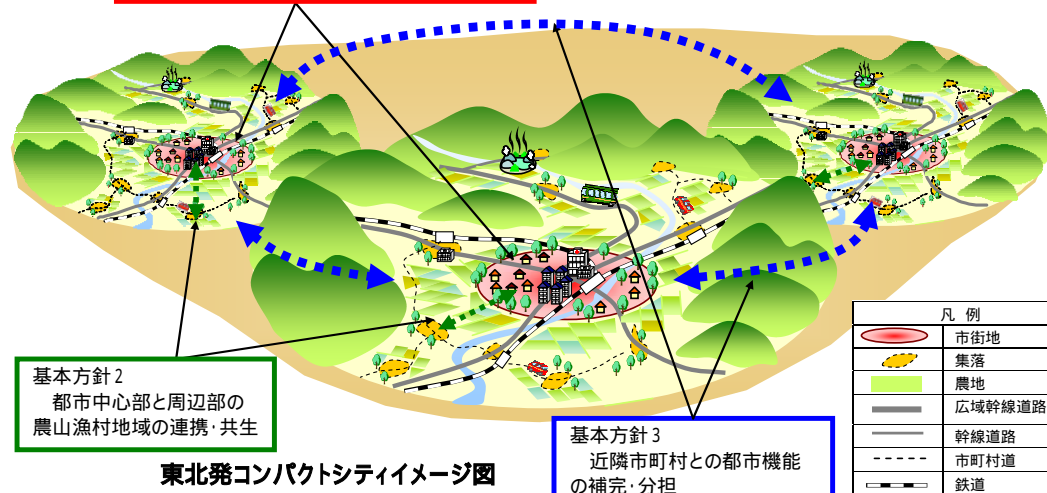 基本方針2
都市中心部と周辺部の
農山漁村地域の連携・共生
東北発コンパクトシティイメージ図
基本方針3
近隣市町村との都市機能
の補完・分担
凡 例
市街地
集落
農地
広域幹線道路
幹線道路
市町村道
鉄道